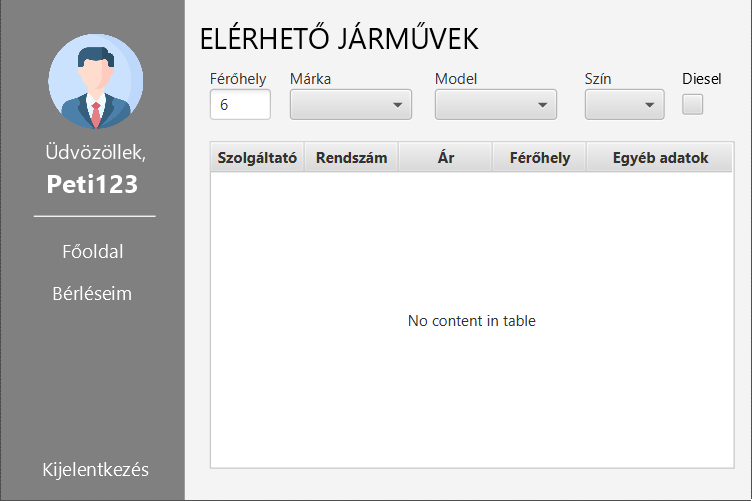 Üdvözöllek,
Peti123
Főoldal
Bérléseim
Kijelentkezés
ELÉRHETŐ JÁRMŰVEK
Férőhely Márka Model Szín Diesel
6
Szolgáltató Rendszám Ár Férőhely Egyéb adatok
No content in table